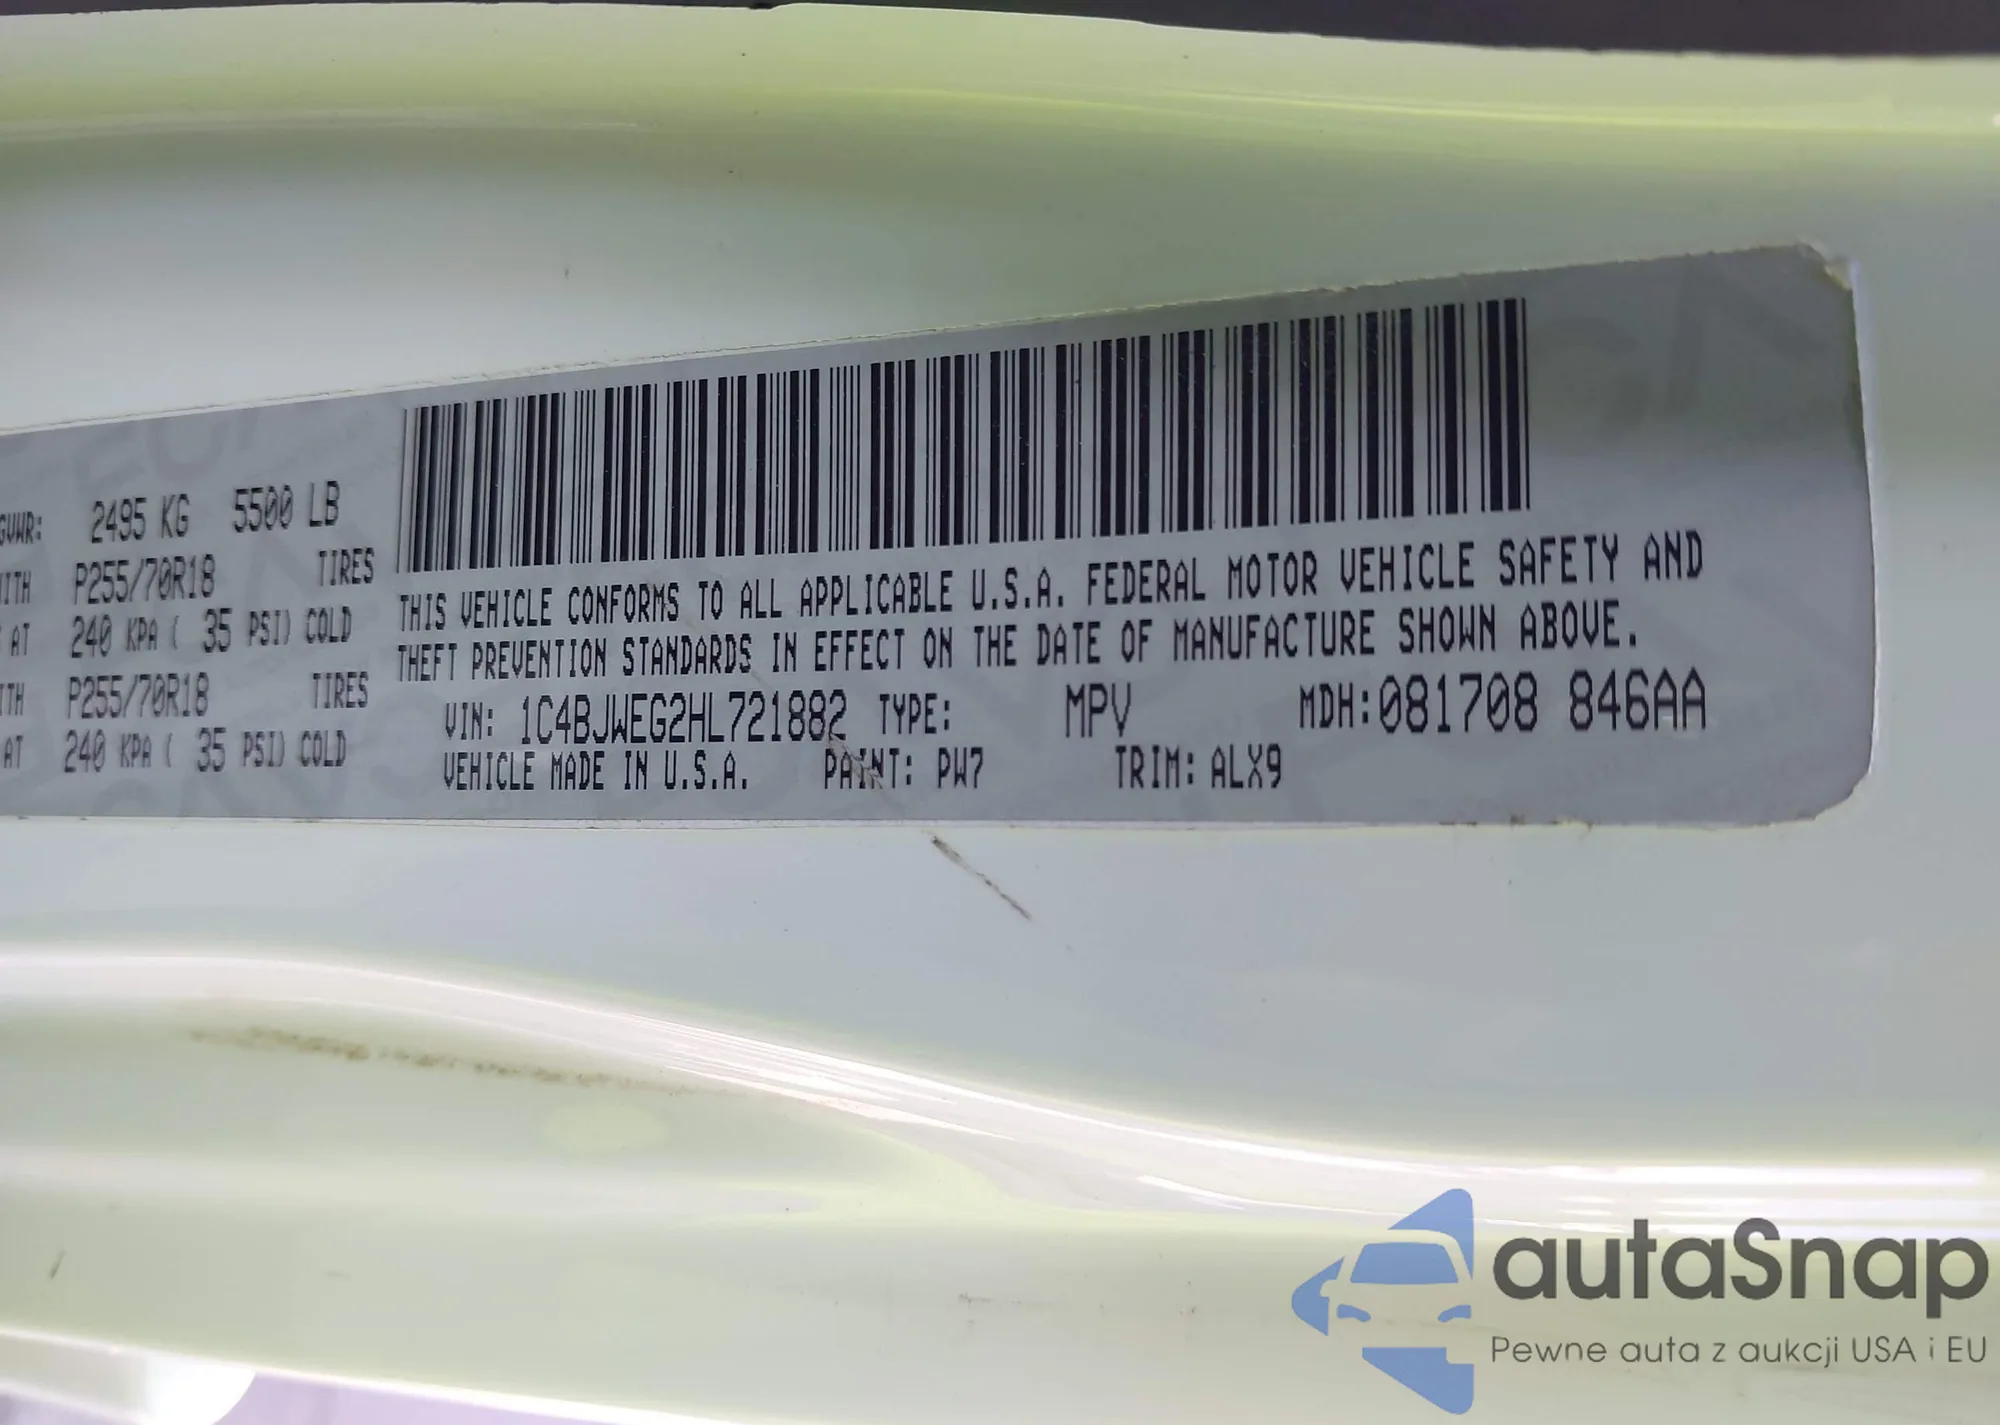 GVWR: 2495 KG 5500 LB
WITH P255/70R18 TIRES
AT 240 KPA ( 35 PSI) COLD
ITH P255/70R18 TIRES
AT 240 KPA ( 35 PSI) COLD
THIS VEHICLE CONFORMS TO ALL APPLICABLE U.S.A. FEDERAL MOTOR VEHICLE SAFETY AND
THEFT PREVENTION STANDARDS IN EFFECT ON THE DATE OF MANUFACTURE SHOWN ABOVE.
VIN: 1C4BJWEG2HL721882 TYPE: MPV MDH:081708 846AA
VEHICLE MADE IN U.S.A. PAINT: PW7 TRIM: ALX9
autaSnap
Pewne auta z aukcji USA i EU